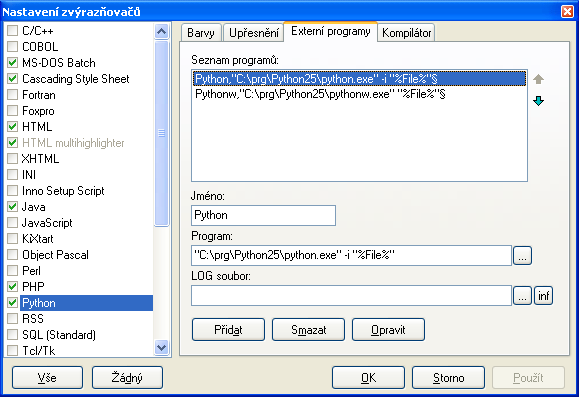 Nastavení zvýrazňovačů
C/C++
COBOL
MS-DOS Batch
Cascading Style Sheet
Fortran
Foxpro
HTML
HTML multihighlighter
XHTML
INI
Inno Setup Script
Java
JavaScript
KiXtart
Object Pascal
Perl
PHP
Python
RSS
SQL (Standard)
Tcl/Tk
Barvy Upřesnění Externí programy Kompilátor
Seznam programů:
Python,"C:\prg\Python25\python.exe" -i "%File%"§
Pythonw,"C:\prg\Python25\pythonw.exe" "%File%"§
Jméno:
Python
Program:
"C:\prg\Python25\python.exe" -i "%File%"
...
LOG soubor:
... inf
Přidat Smazat Opravit
Vše Žádný OK Storno Použít